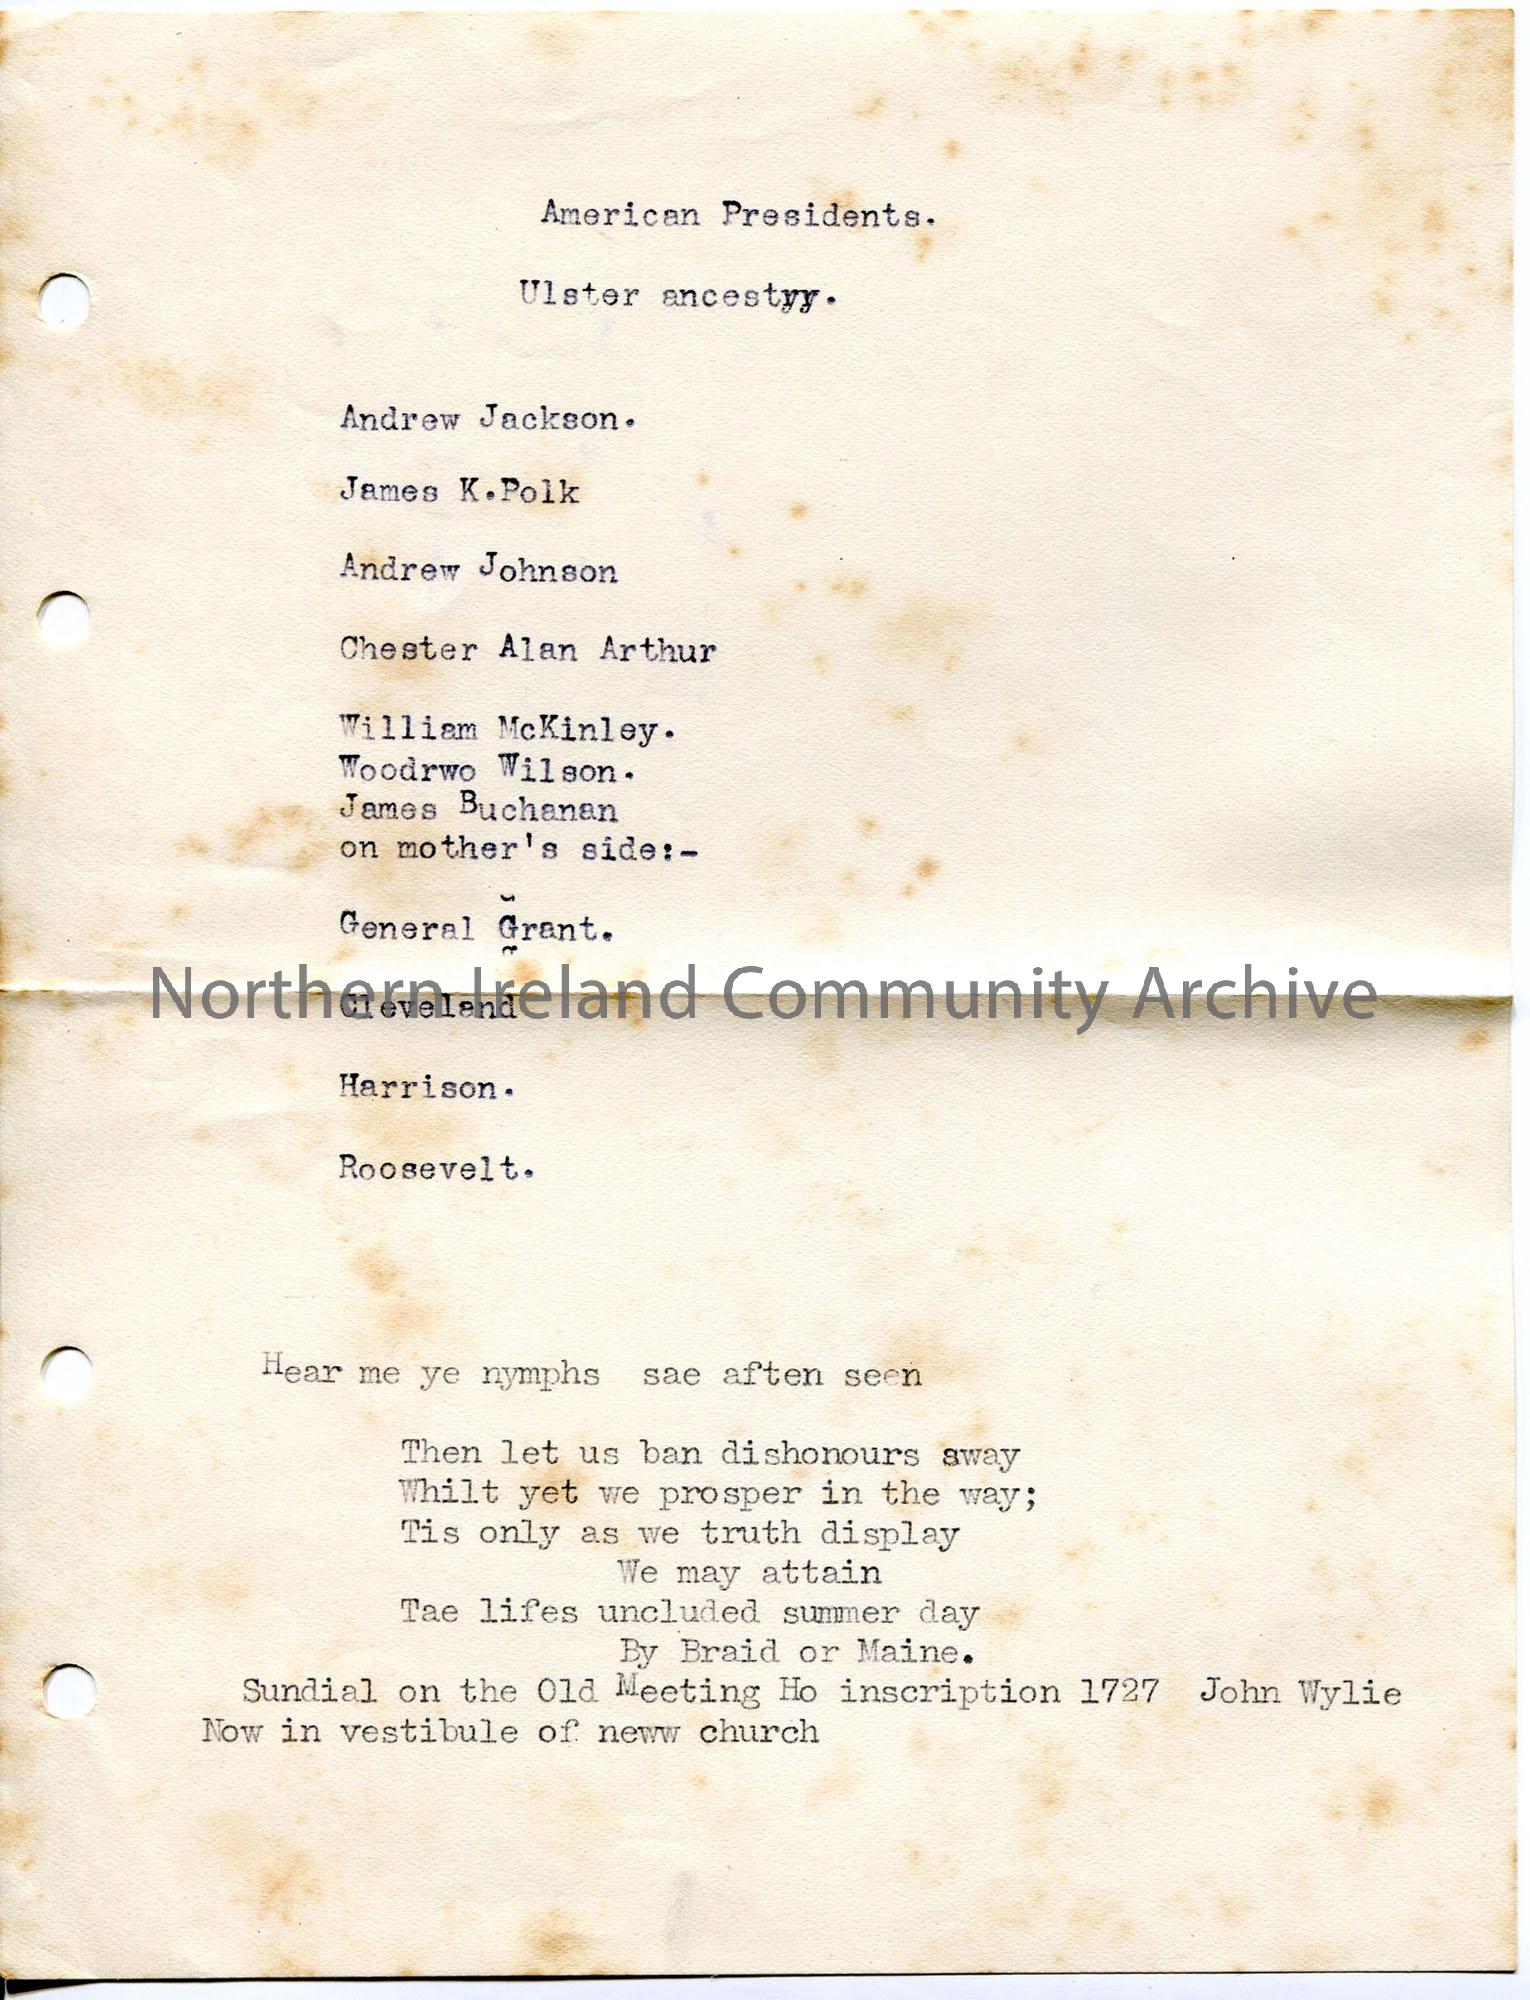 American Presidents.
Ulster ancestyy.
Andrew Jackson.
James K.Polk
Andrew Johnson
Chester Alan Arthur
William McKinley.
Woodrwo Wilson.
James Buchanan
on mother's side:-
General Grant.
Northern Ireland Community Archive
Cleveland
Harrison.
Roosevelt.
Hear me ye nymphs sae aften seen
Then let us ban dishonours away
Whilt yet we prosper in the way;
Tis only as we truth display
We may attain
Tae lifes uncluded summer day
By Braid or Maine.
Sundial on the Old Meeting Ho inscription 1727 John Wylie
Now in vestibule of neww church